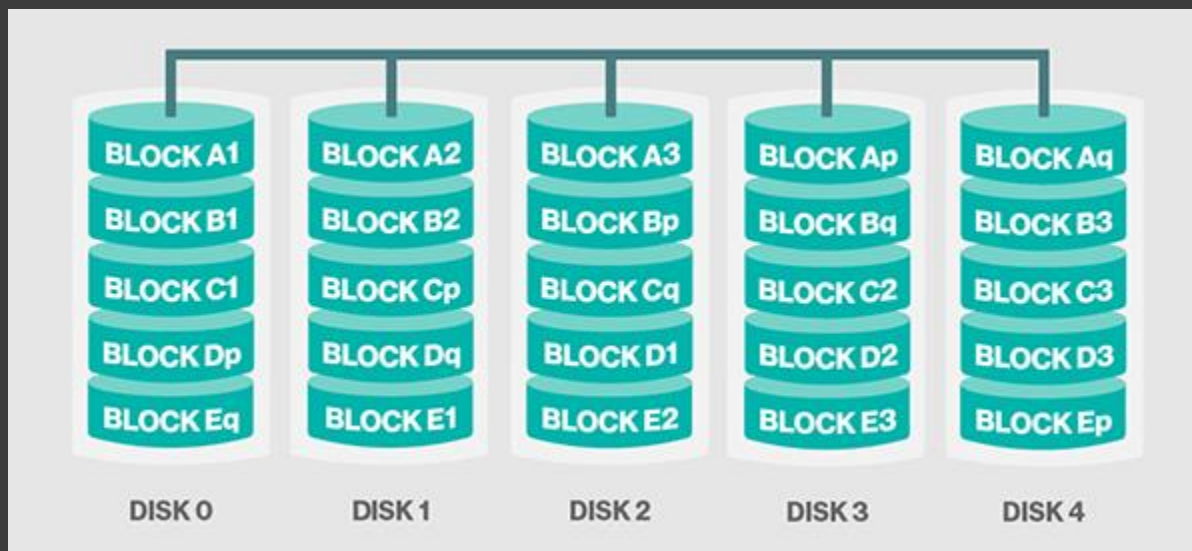 BLOCK A1 BLOCK A2 BLOCK A3 BLOCK Ap BLOCK Aq
BLOCK B1 BLOCK B2 BLOCK Bp BLOCK Bq BLOCK B3
BLOCK C1 BLOCK Cp BLOCK Cq BLOCK C2 BLOCK C3
BLOCK Dp BLOCK Dq BLOCK D1 BLOCK D2 BLOCK D3
BLOCK Eq BLOCK E1 BLOCK E2 BLOCK E3 BLOCK Ep
DISK 0 DISK 1 DISK 2 DISK 3 DISK 4